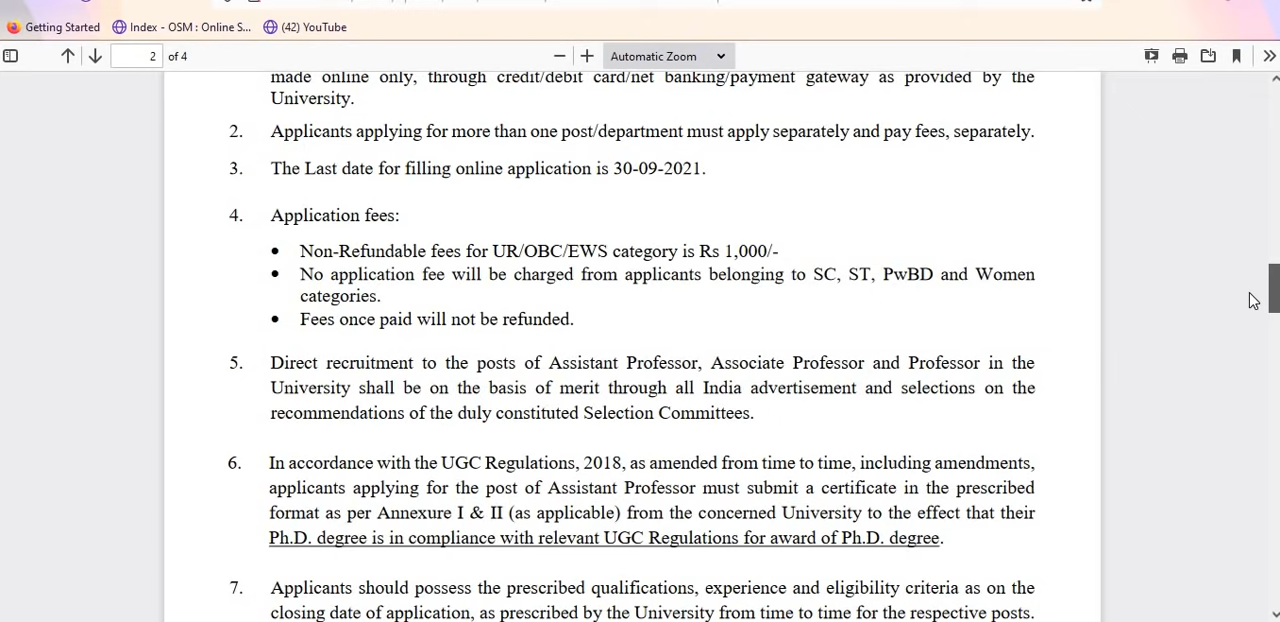 Getting Started Index - OSM : Online S... (42) YouTube
2 of 4 Automatic Zoom
made online only, through credit/debit card/net banking/payment gateway as provided by the
University.
2. Applicants applying for more than one post/department must apply separately and pay fees, separately.
3. The Last date for filling online application is 30-09-2021.
4. Application fees:
• Non-Refundable fees for UR/OBC/EWS category is Rs 1,000/-
• No application fee will be charged from applicants belonging to SC, ST, PwBD and Women
categories.
• Fees once paid will not be refunded.
5. Direct recruitment to the posts of Assistant Professor, Associate Professor and Professor in the
University shall be on the basis of merit through all India advertisement and selections on the
recommendations of the duly constituted Selection Committees.
6. In accordance with the UGC Regulations, 2018, as amended from time to time, including amendments,
applicants applying for the post of Assistant Professor must submit a certificate in the prescribed
format as per Annexure I & II (as applicable) from the concerned University to the effect that their
Ph.D. degree is in compliance with relevant UGC Regulations for award of Ph.D. degree.
7. Applicants should possess the prescribed qualifications, experience and eligibility criteria as on the
closing date of application, as prescribed by the University from time to time for the respective posts.